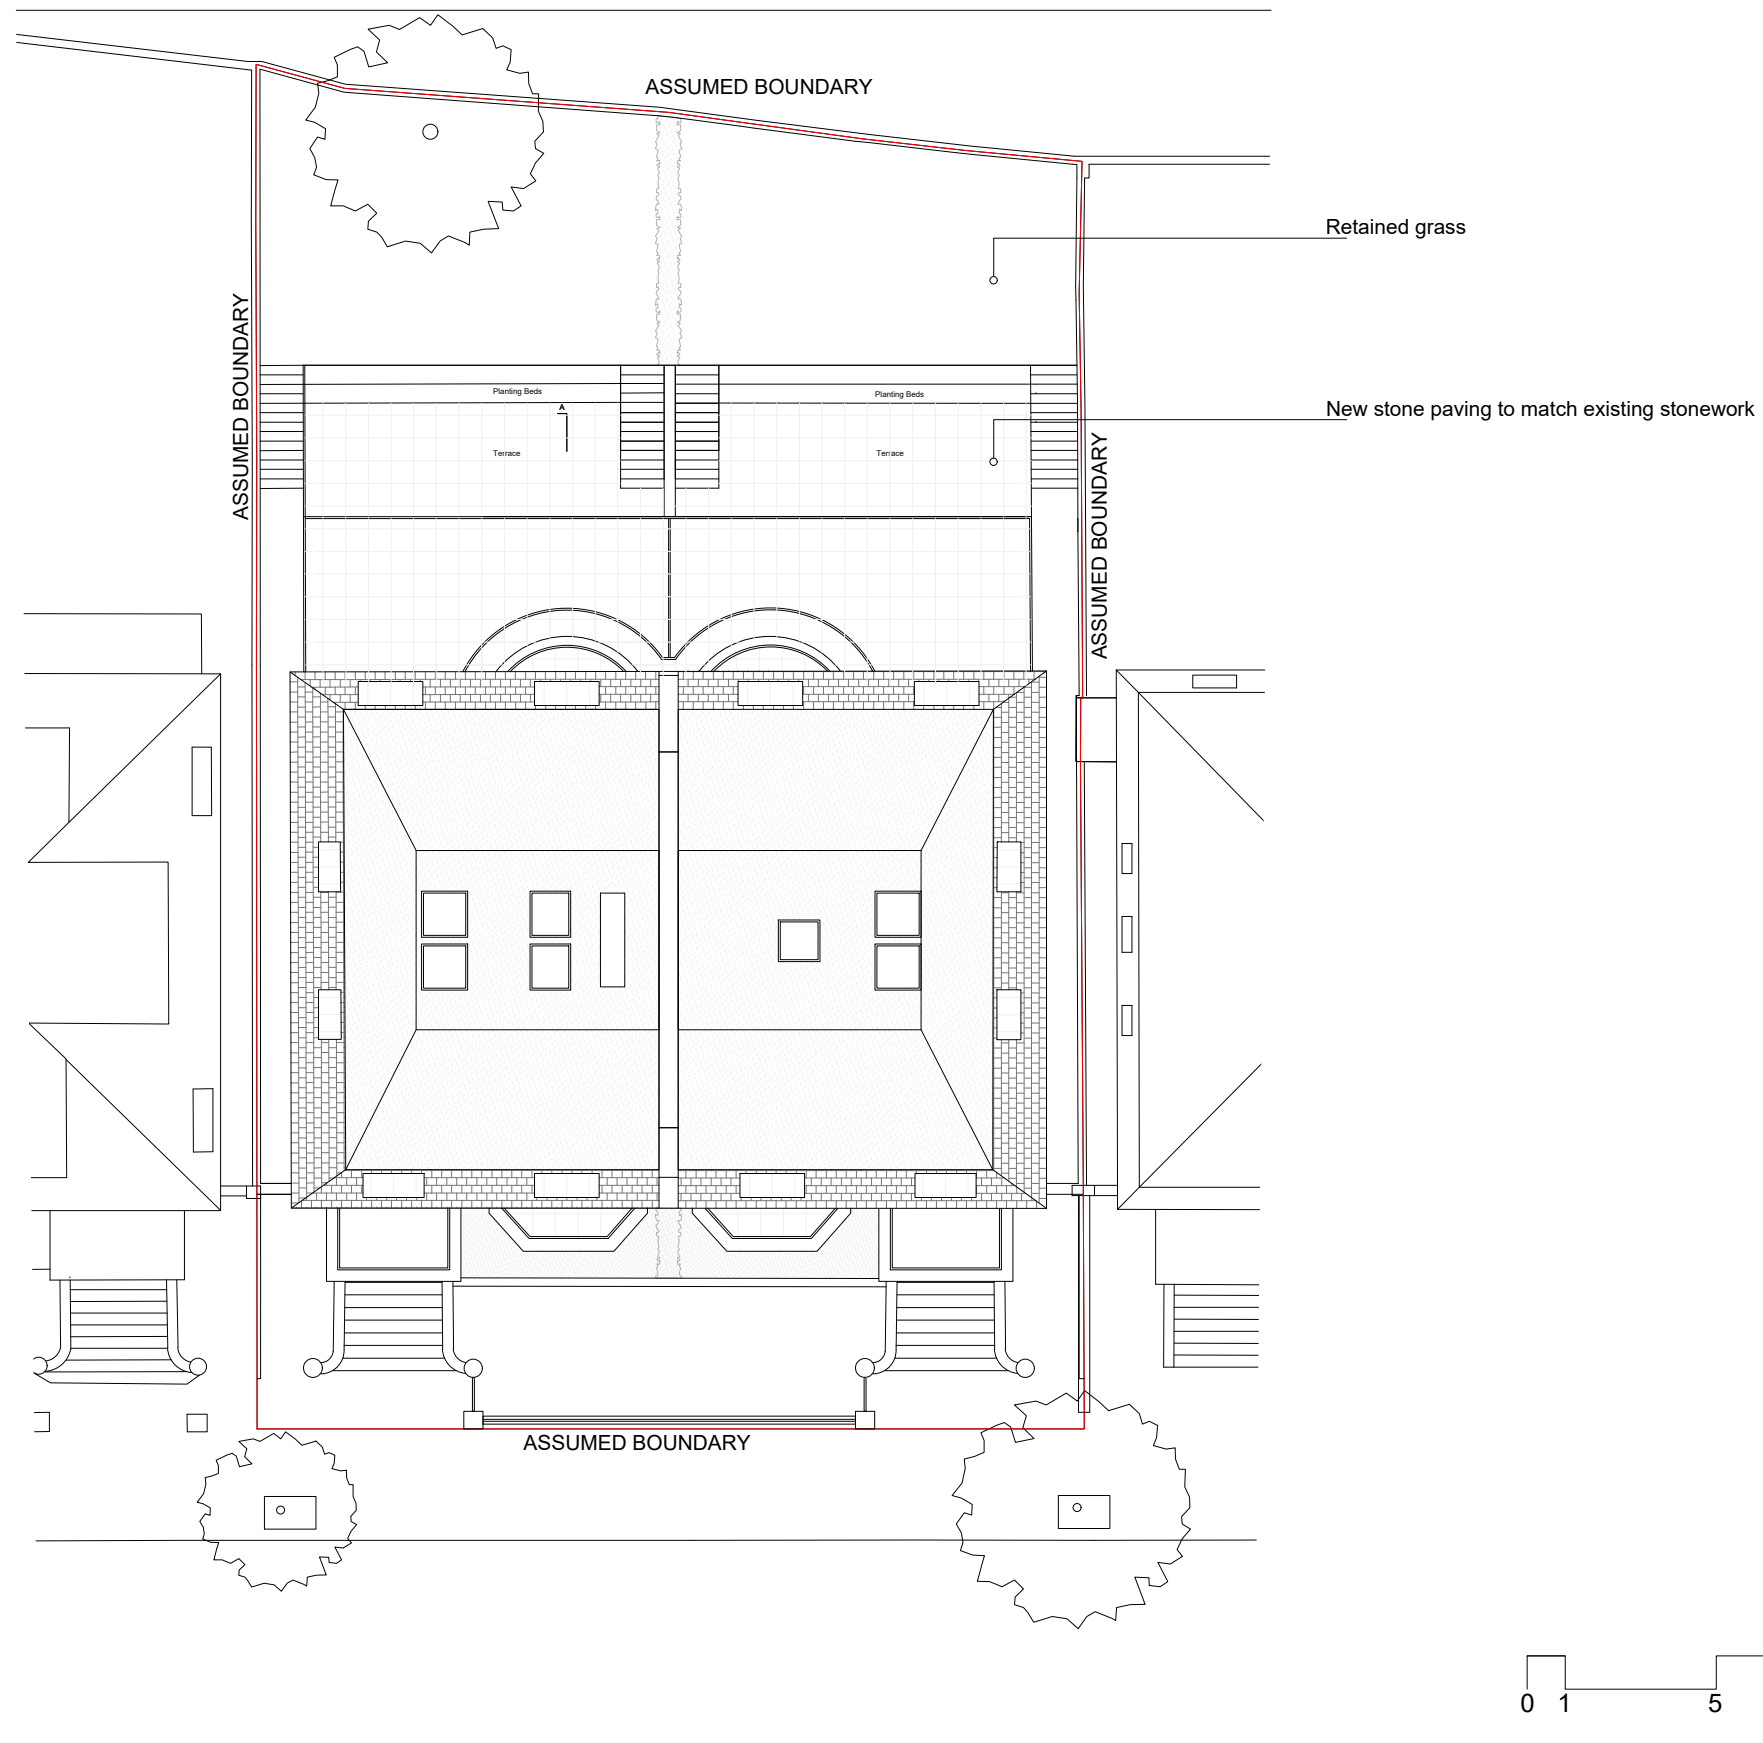 ASSUMED BOUNDARY
Retained grass
ASSUMED BOUNDARY
Planting Beds
Planting Beds
A
New stone paving to match existing stonework
Terrace
Terrace
ASSUMED BOUNDARY
ASSUMED BOUNDARY
0 1 5